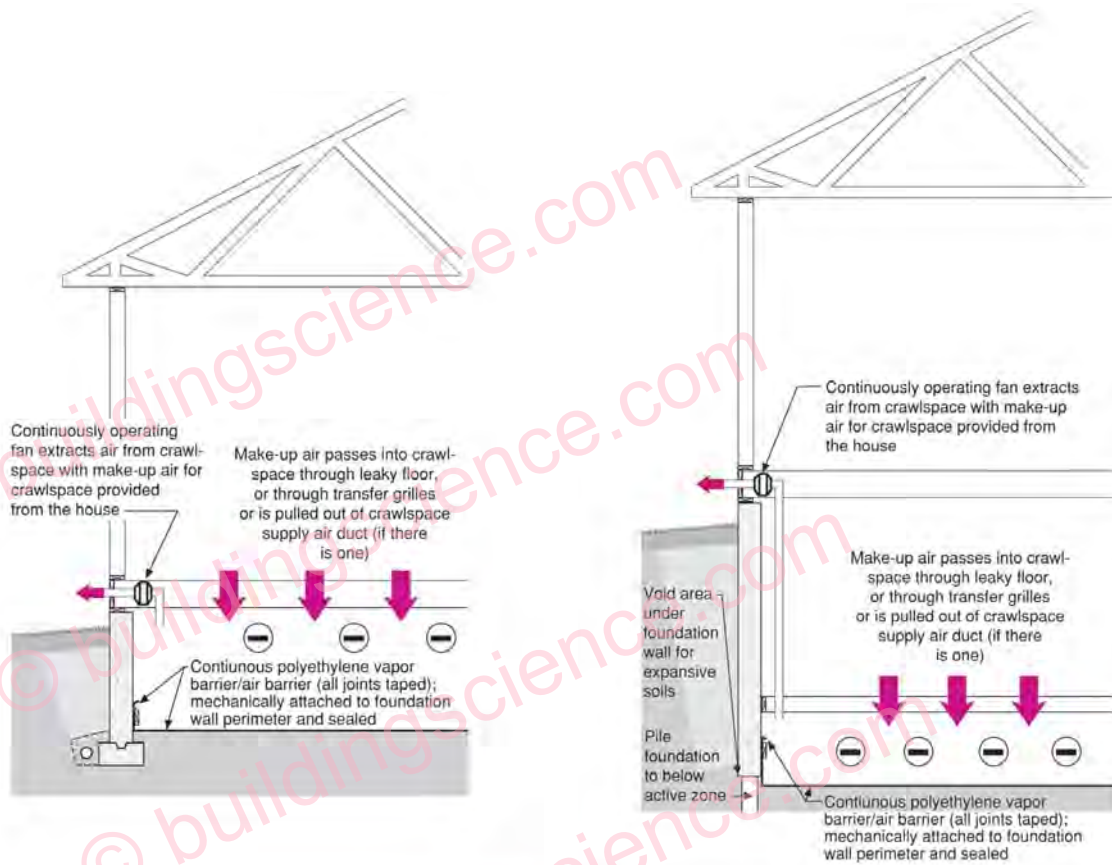 Continuously operating
fan extracts air from crawl-
space with make-up air for
crawlspace provided
from the house
Make-up air passes into crawl-
space through leaky floor,
or through transfer grilles
or is pulled out of crawlspace
supply air duct (if there
is one)
Contiunous polyethylene vapor
barrier/air barrier (all joints taped);
mechanically attached to foundation
wall perimeter and sealed
Continuously operating fan extracts
air from crawlspace with make-up
air for crawlspace provided from
the house
Void area
under
foundation
wall for
expansive
soils
Make-up air passes into crawl-
space through leaky floor,
or through transfer grilles
or is pulled out of crawlspace
supply air duct (if there
is one)
Pile
foundation
to below
active zone
Contiunous polyethylene vapor
barrier/air barrier (all joints taped);
mechanically attached to foundation
wall perimeter and sealed
buildingscience.com
© buildingscience.com
© buildingscience.com